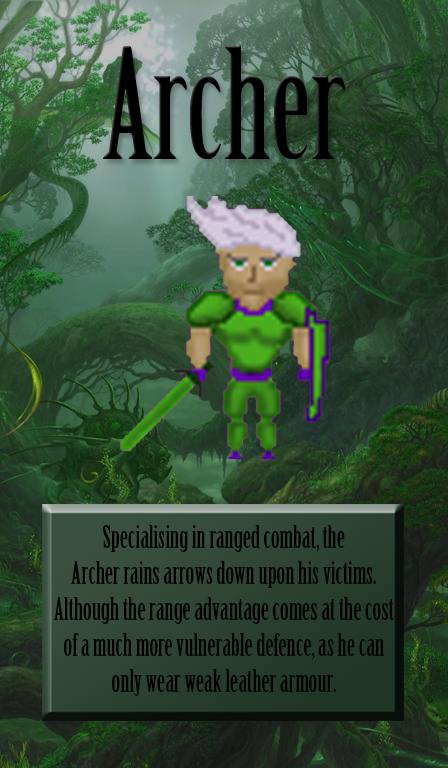 Archer
Specialising in ranged combat, the
Archer rains arrows down upon his victims.
Although the range advantage comes at the cost
of a much more vulnerable defence, as he can
only wear weak leather armour.